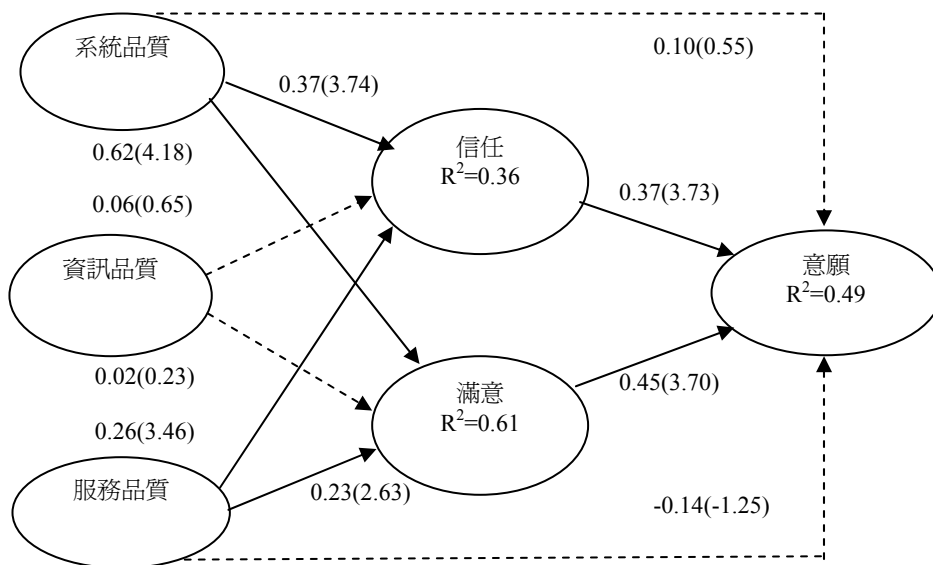 系統品質
0.10(0.55)
0.37(3.74)
信任
R²=0.36
0.62(4.18)
0.37(3.73)
0.06(0.65)
資訊品質
意願
R²=0.49
0.02(0.23)
滿意
R²=0.61
0.45(3.70)
0.26(3.46)
服務品質
0.23(2.63)
-0.14(-1.25)